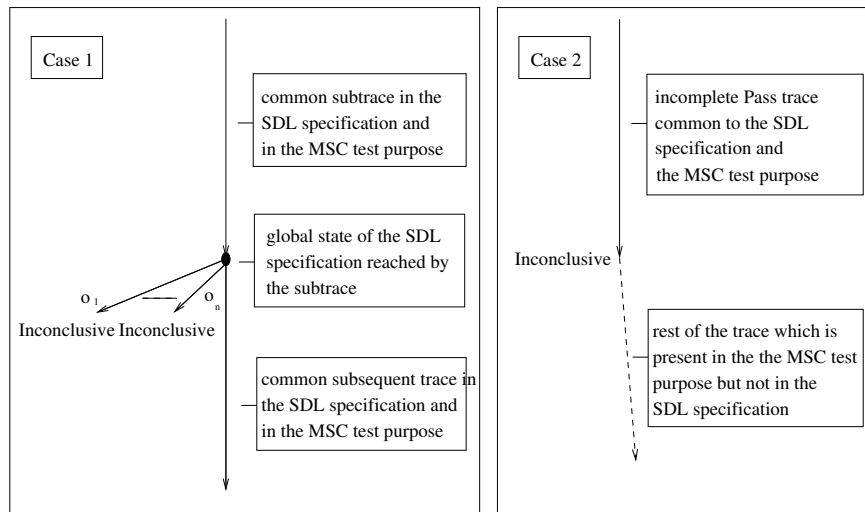 Case 1
common subtrace in the
SDL specification and
in the MSC test purpose
global state of the SDL
specification reached by
the subtrace
o 1
o n
Inconclusive Inconclusive
common subsequent trace in
the SDL specification and
in the MSC test purpose
Case 2
incomplete Pass trace
common to the SDL
specification and
the MSC test purpose
Inconclusive
rest of the trace which is
present in the the MSC test
purpose but not in the
SDL specification